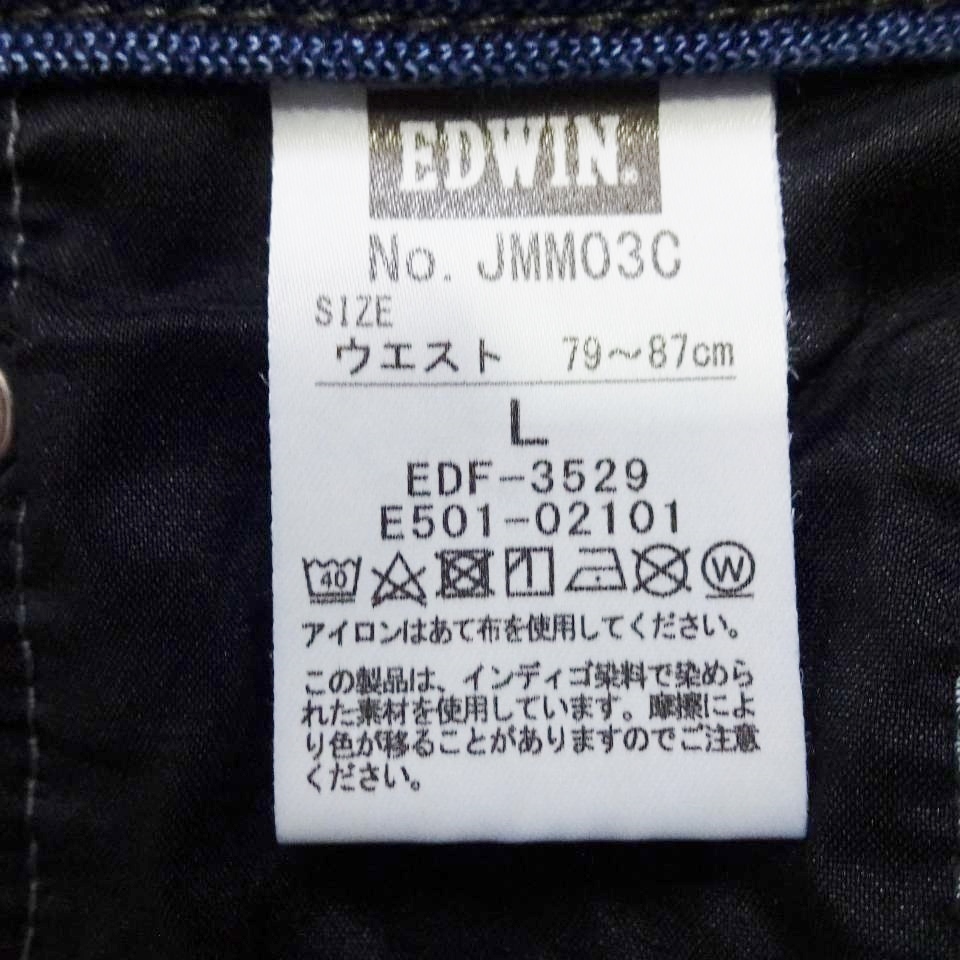 EDWIN.
No. JMM03C
SIZE
ウエスト 79～87cm
L
EDF-3529
E501-02101
40 W
アイロンはあて布を使用してください。
この製品は、インディゴ染料で染めら
れた素材を使用しています。摩擦によ
り色が移ることがありますのでご注意
ください。